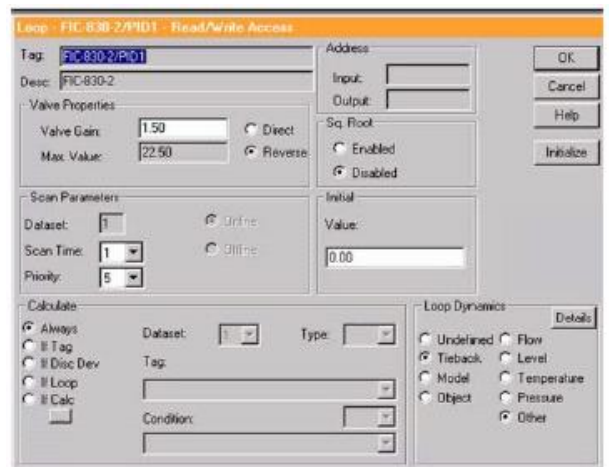 Loop - FIC-830-2/PID1 - Read/Write Access
Tag: FIC-830-2/PID1
Desc: FIC-830-2
Valve Properties
Valve Gain: 1.50
Max. Value: 22.50
Direct
Reverse
Address
Input:
Output:
Sq. Root
Enabled
Disabled
OK
Cancel
Help
Initialize
Scan Parameters
Dataset: 1
Scan Time: 1
Priority: 5
Online
Offline
Initial
Value:
0.00
Calculate
Always
If Tag
If Disc Dev
If Loop
If Calc
...
Dataset: 1
Type:
Tag:
Condition:
Loop Dynamics
Details
Undefined
Tieback
Model
Object
Flow
Level
Temperature
Pressure
Other